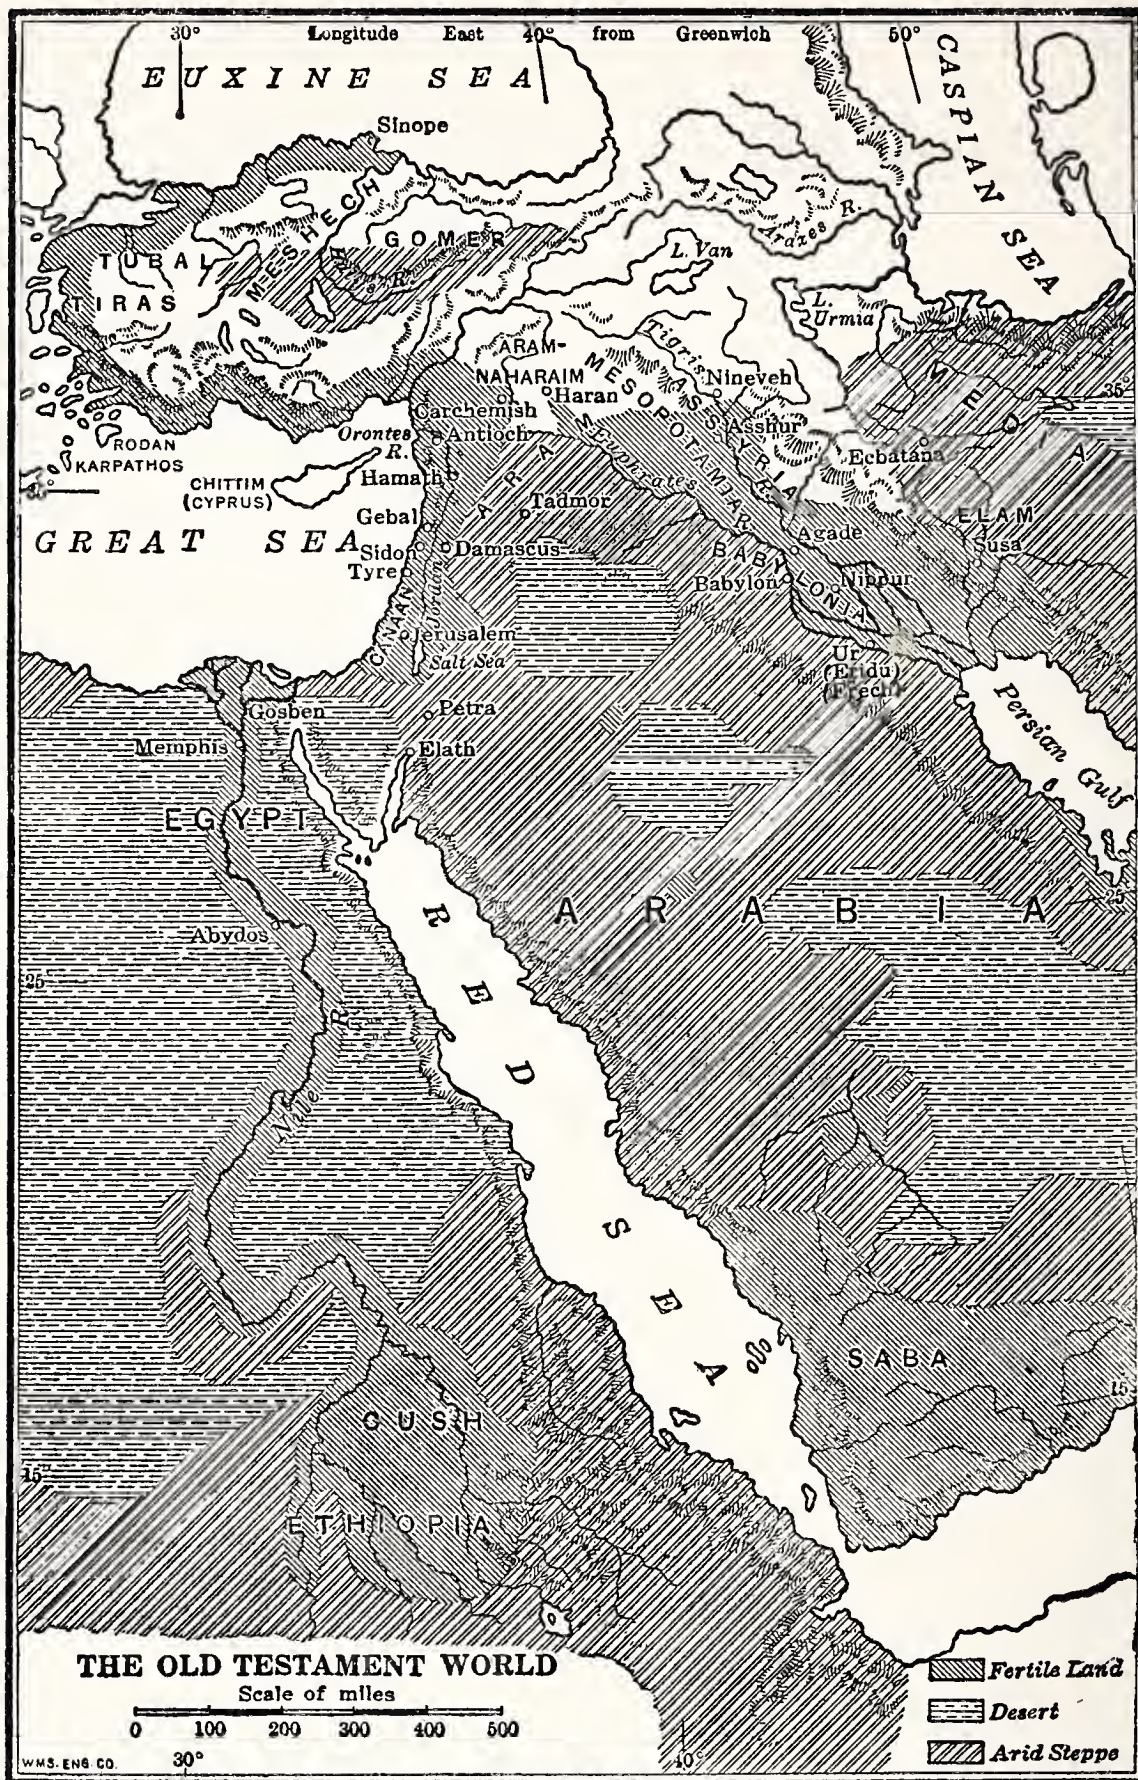 30° Longitude East 40° from Greenwich 50°
EUXINE SEA
CASPIAN SEA
Sinope
MESHECH
GOMER
Araxes R.
TUBAL
L. Van
TIRAS
L. Urmia
Tigris
ARAM-
NAHARAIM
MESOPOTAMIA
Nineveh
MEDIA
35°
Haran
ASSYRIA
Carchemish
Asshur
RODAN
Orontes R.
Antioch
KARPATHOS
Euphrates R.
Ecbatana
CHITTIM
(CYPRUS)
Hamath
ARAM
Tadmor
ELAM
Gebal
Agade
Susa
GREAT SEA
Sidon
Damascus
BABYLONIA
Tyre
Babylon
Nippur
Jordan
CANAAN
Jerusalem
Ur
Salt Sea
(Eridu)
(Erech)
Persian Gulf
Goshen
Petra
Memphis
Elath
EGYPT
ARABIA
25°
Abydos
25°
RED SEA
Nile R.
SABA
15°
CUSH
15°
ETHIOPIA
THE OLD TESTAMENT WORLD
Scale of miles
0 100 200 300 400 500
Fertile Land
Desert
Arid Steppe
WMS. ENG. CO.
30°
40°